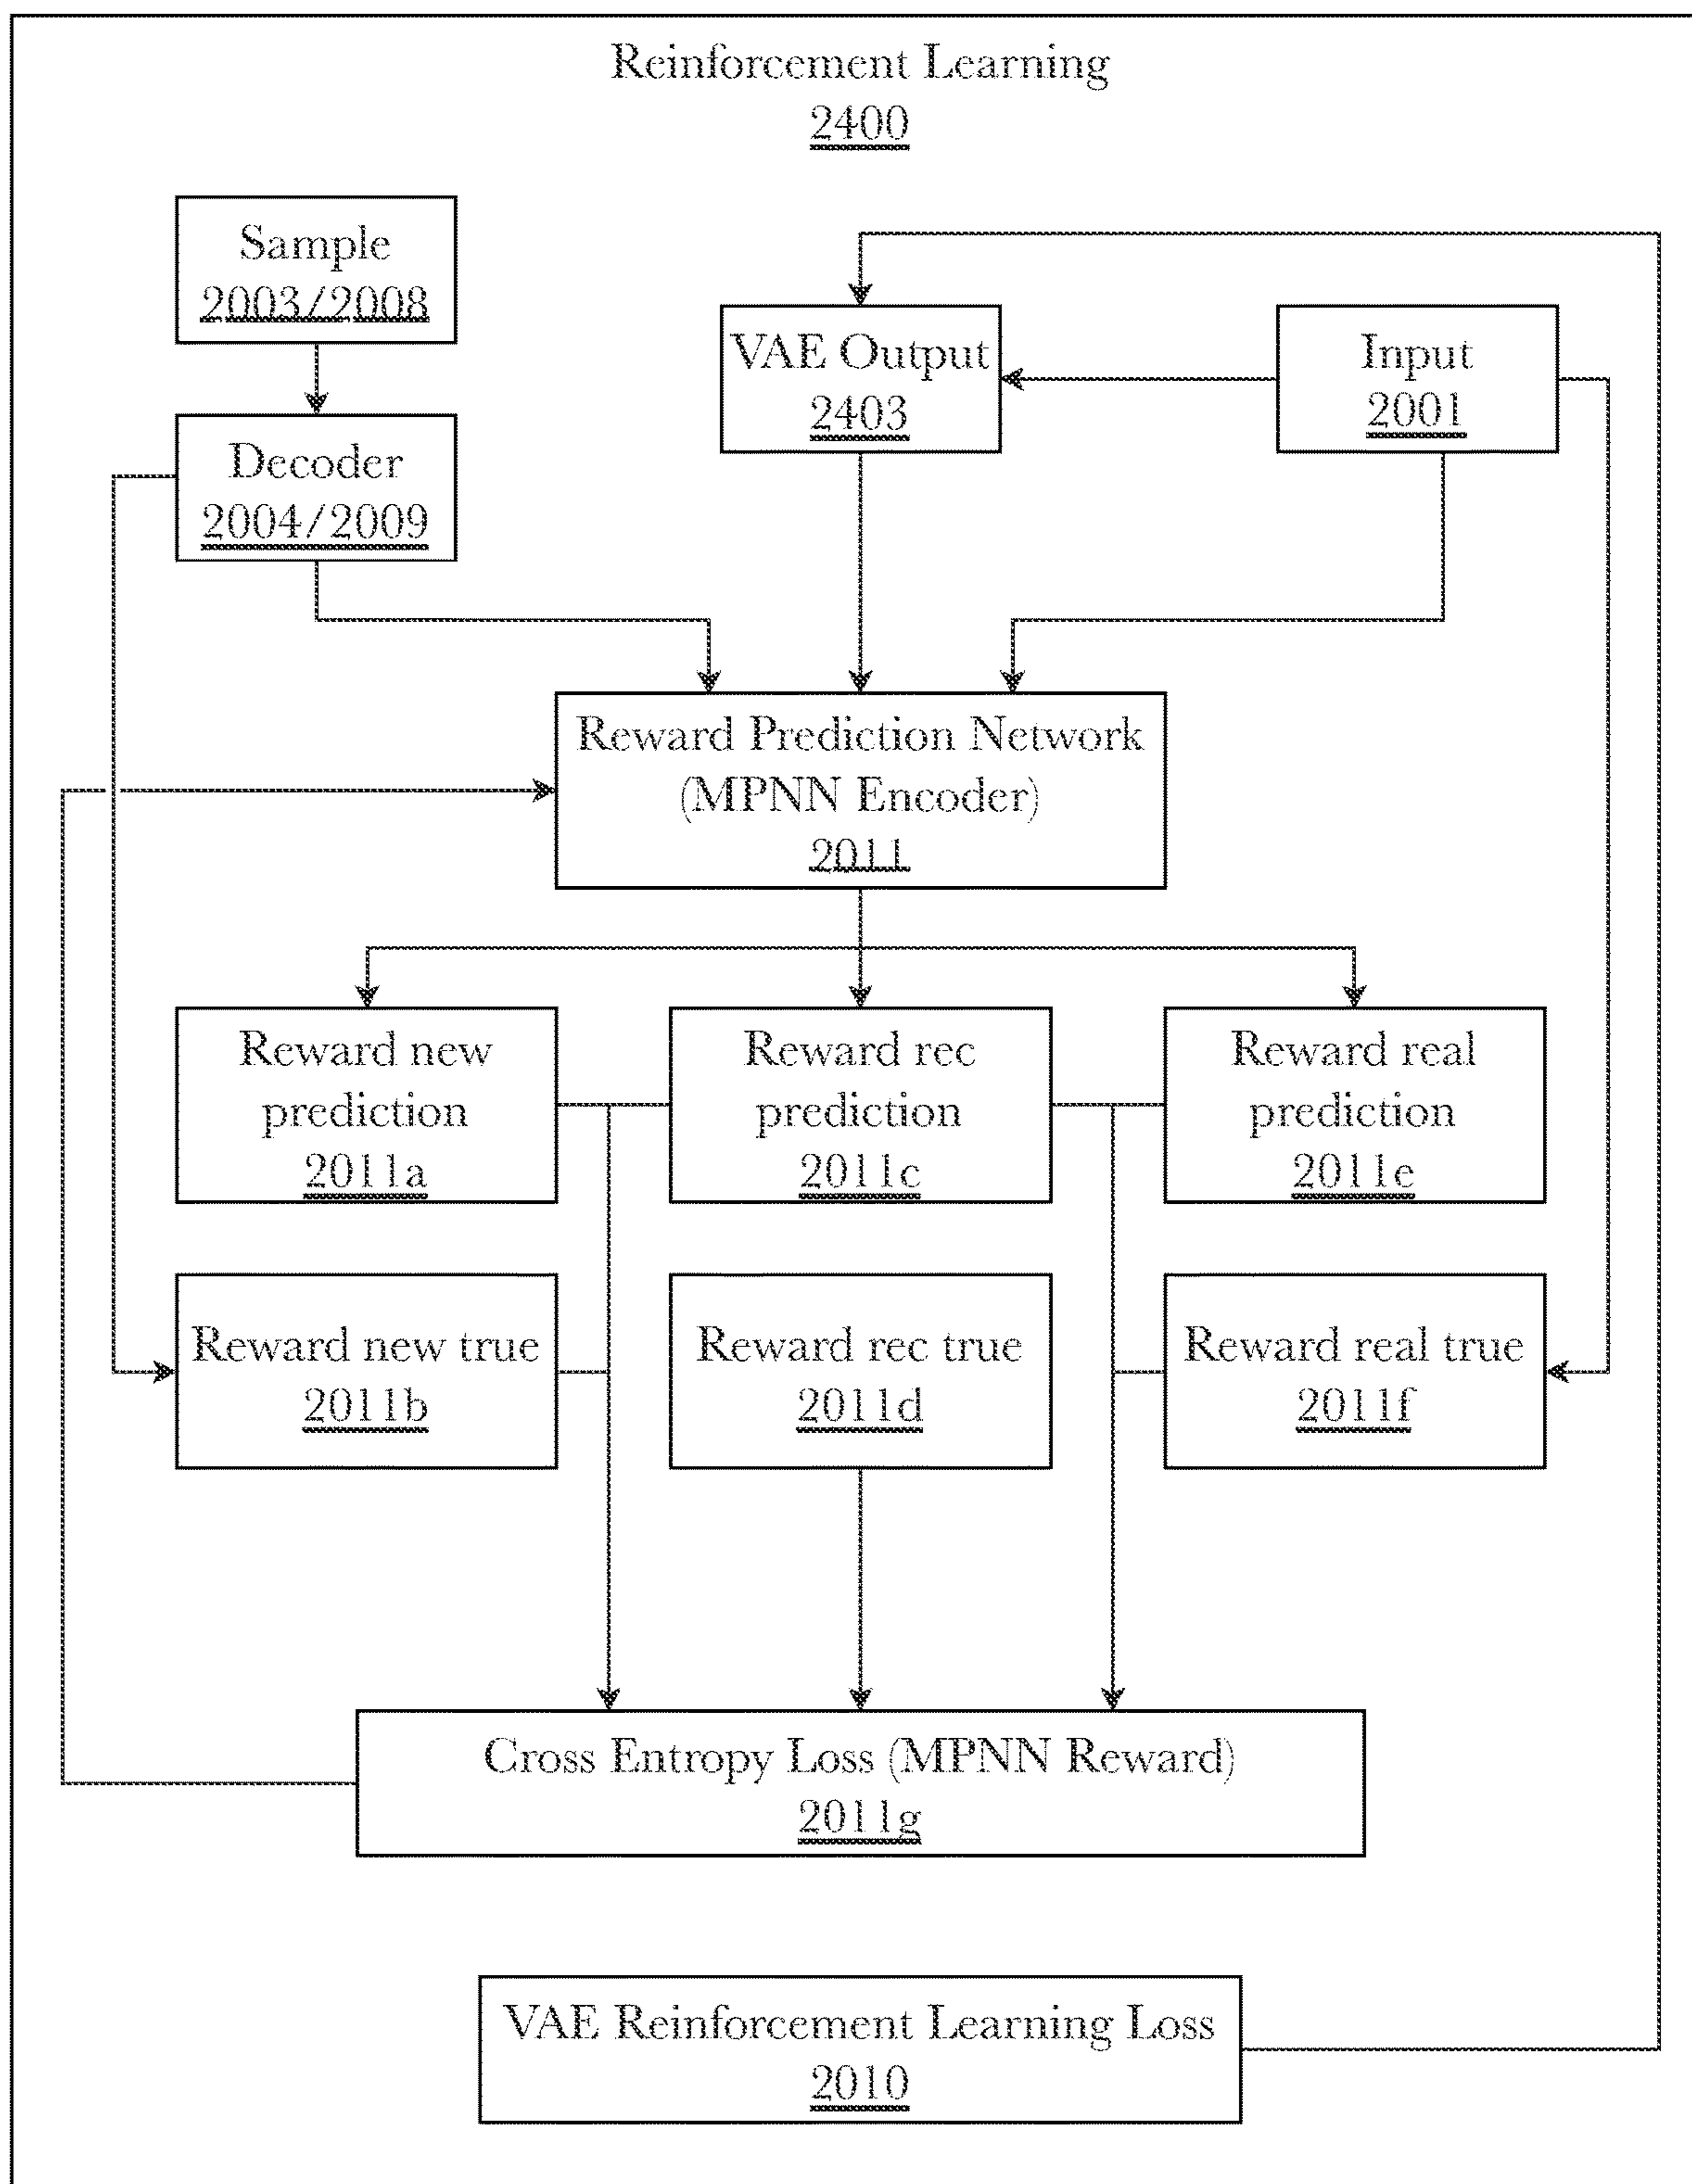 Reinforcement Learning
2400
Sample
2003/2008
VAE Output
2403
Input
2001
Decoder
2004/2009
Reward Prediction Network
(MPNN Encoder)
2011
Reward new
prediction
2011a
Reward rec
prediction
2011c
Reward real
prediction
2011e
Reward new true
2011b
Reward rec true
2011d
Reward real true
2011f
Cross Entropy Loss (MPNN Reward)
2011g
VAE Reinforcement Learning Loss
2010